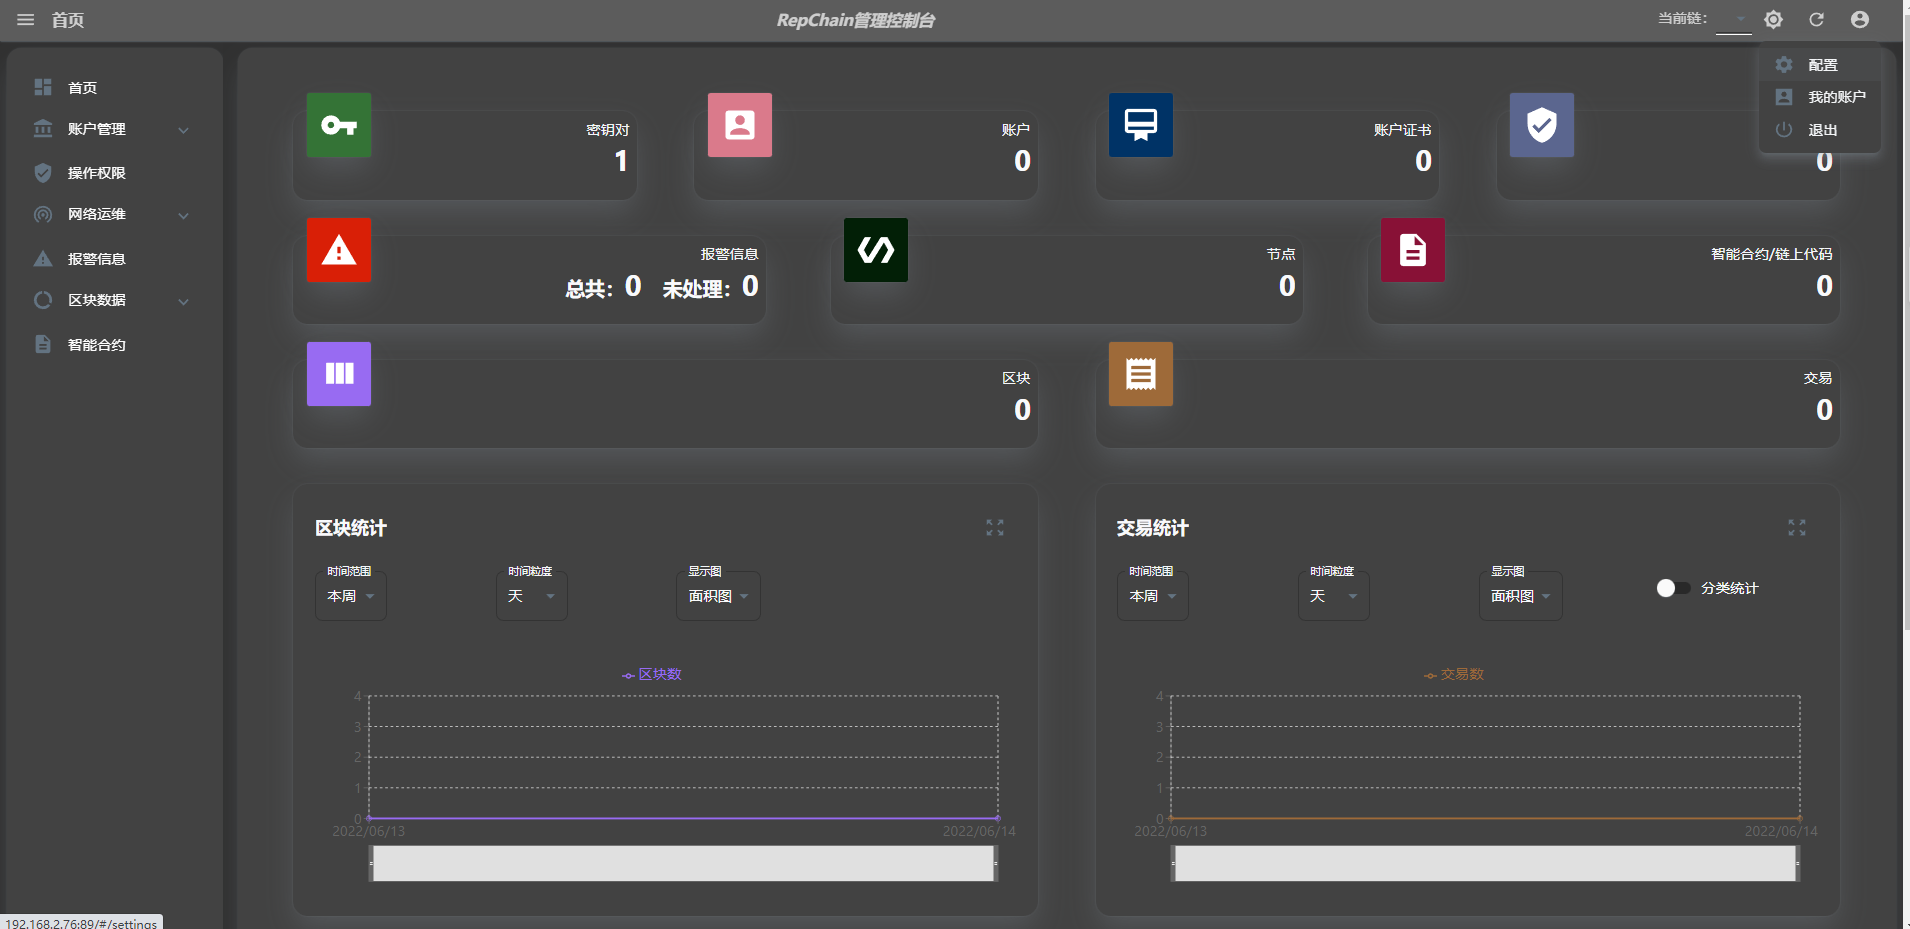 首页
RepChain管理控制台
当前链：
配置
我的账户
退出
首页
账户管理
操作权限
网络运维
报警信息
区块数据
智能合约
密钥对
1
账户
0
账户证书
0
0
报警信息
总共：0 未处理：0
节点
0
智能合约/链上代码
0
区块
0
交易
0
区块统计
时间范围
本周
时间粒度
天
显示图
面积图
区块数
4
3
2
1
0
2022/06/13
2022/06/14
交易统计
时间范围
本周
时间粒度
天
显示图
面积图
分类统计
交易数
4
3
2
1
0
2022/06/13
2022/06/14
192.168.2.76:89/#/settings